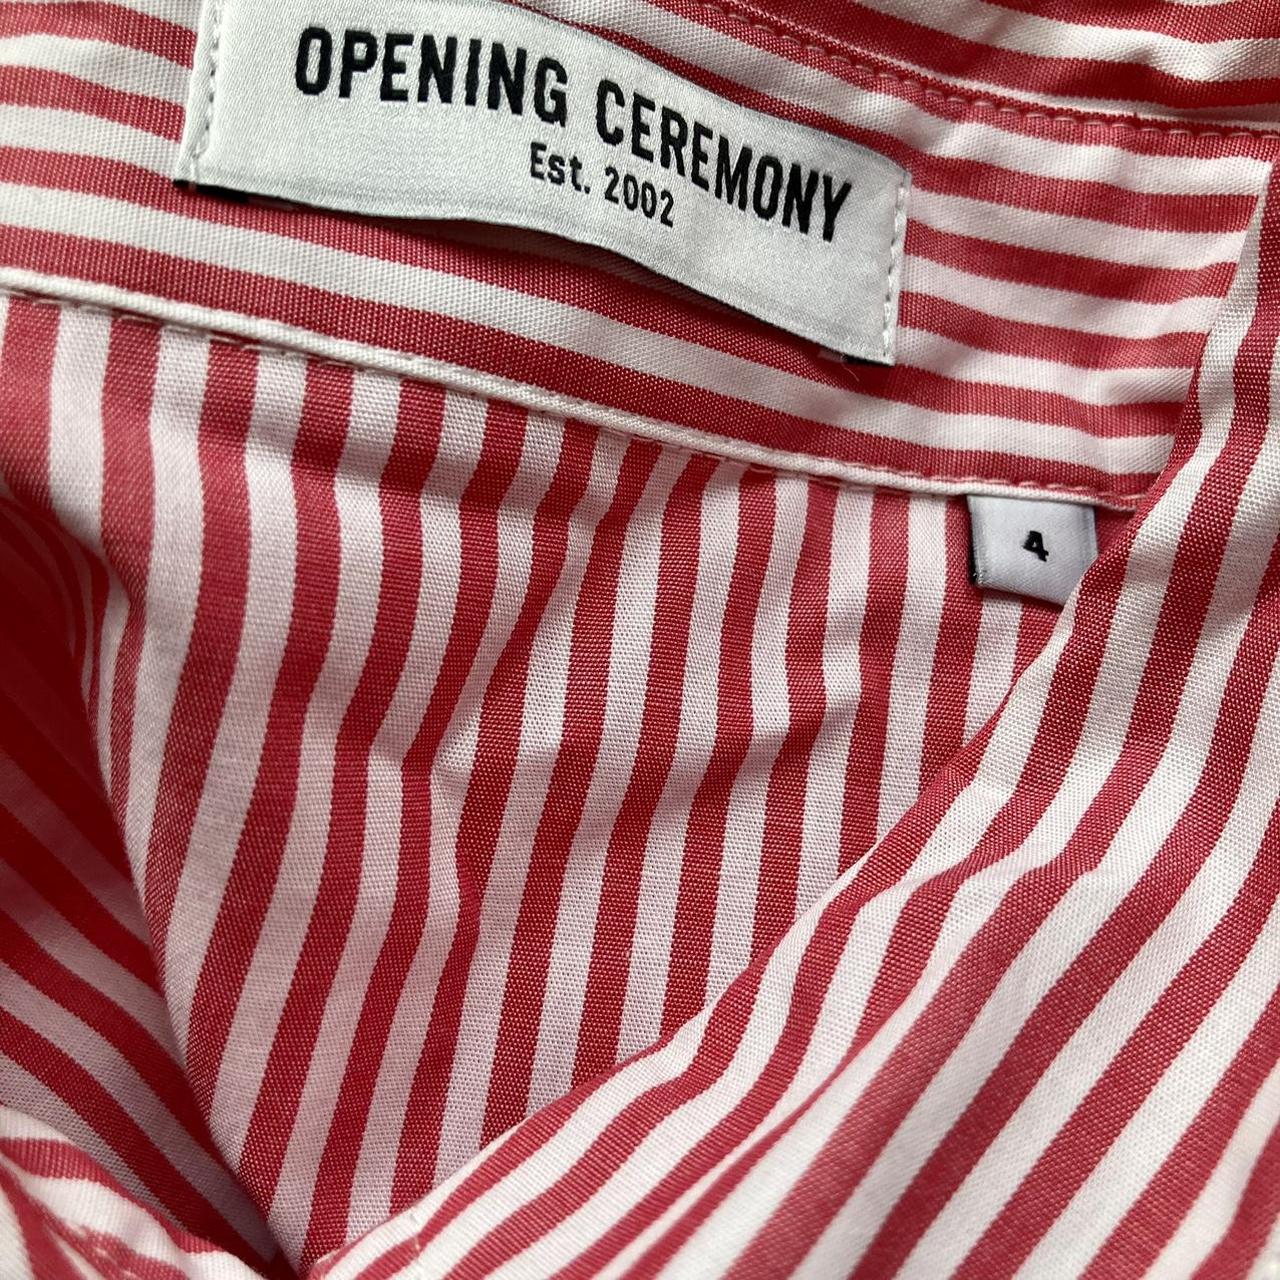 OPENING CEREMONY
Est. 2002
4